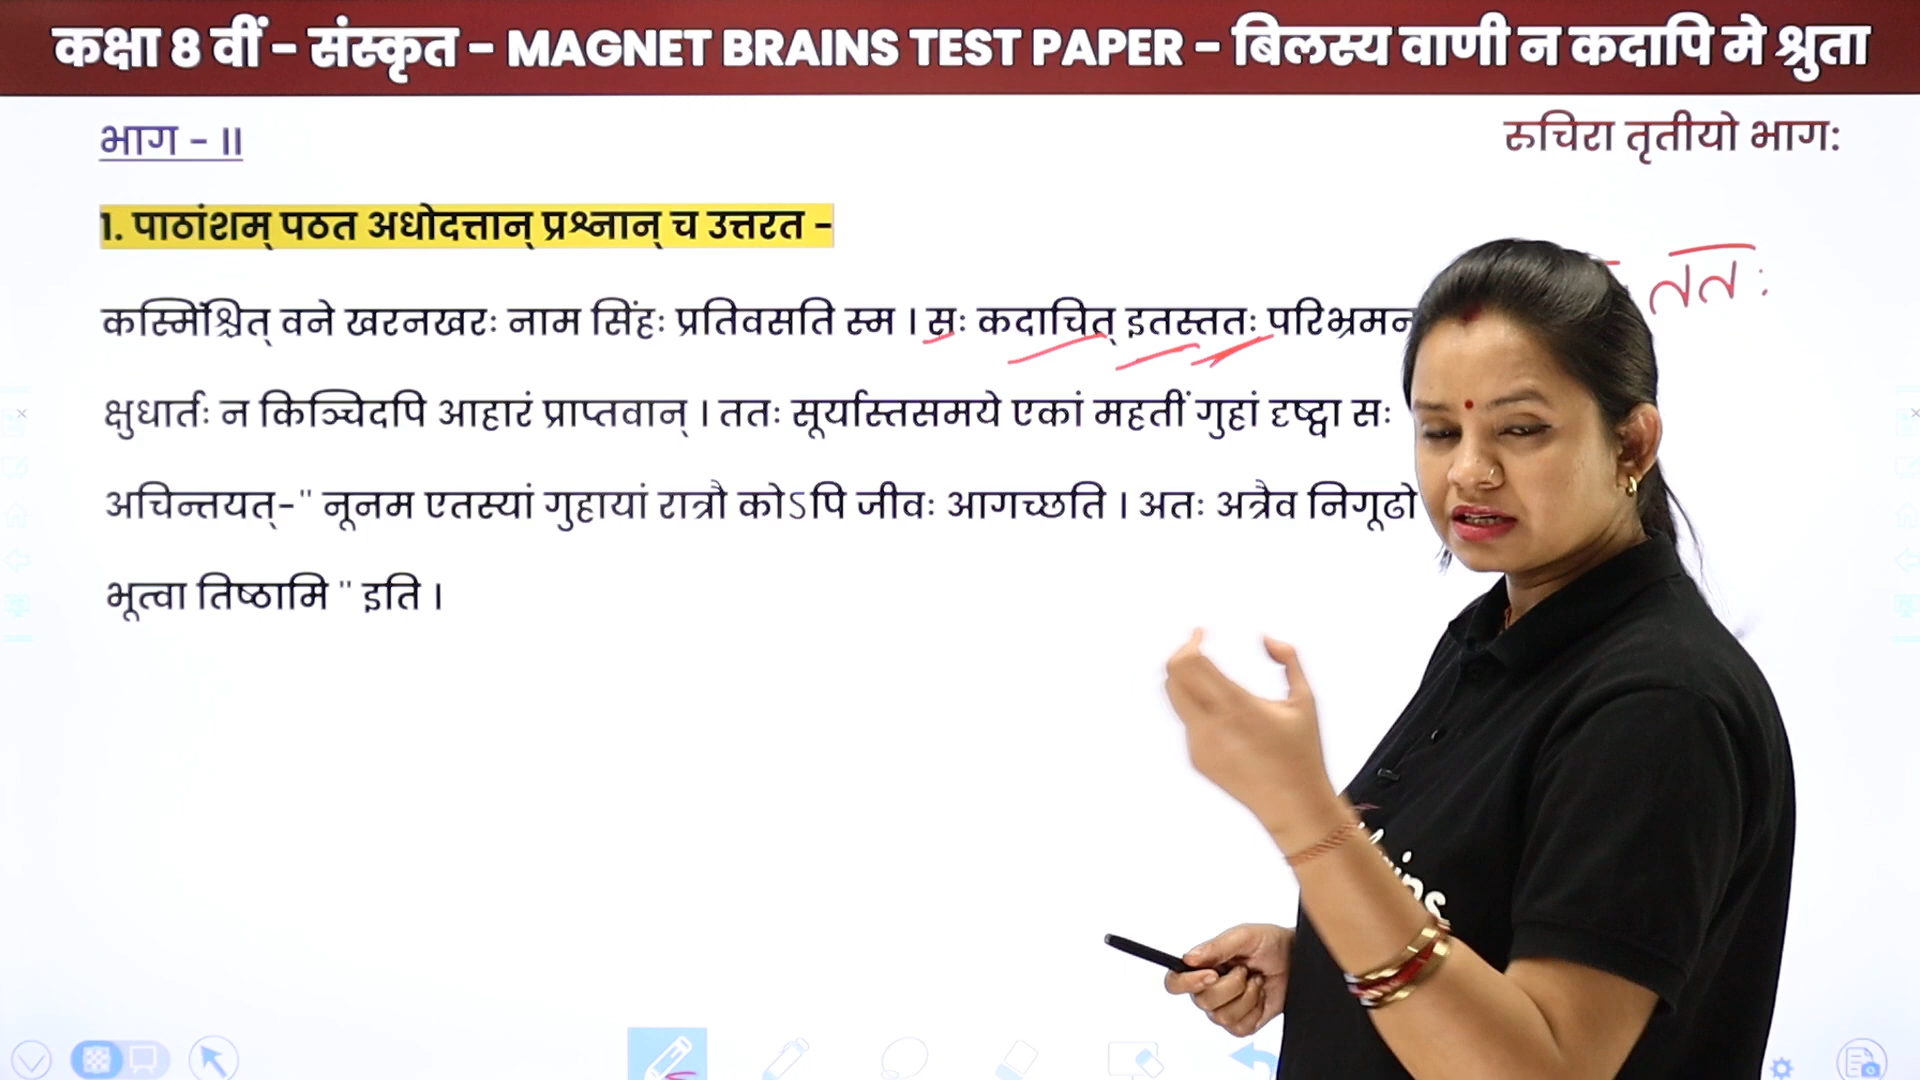 कक्षा 8 वीं - संस्कृत - MAGNET BRAINS TEST PAPER - बिलस्य वाणी न कदापि मे श्रुता
भाग - II
रुचिरा तृतीयो भाग:
1. पाठांशम् पठत अधोदत्तान् प्रश्नान् च उत्तरत -
ततः
कस्मिंश्चित् वने खरनखरः नाम सिंहः प्रतिवसति स्म । सः कदाचित् इतस्ततः परिभ्रमन्
क्षुधार्तः न किञ्चिदपि आहारं प्राप्तवान् । ततः सूर्यास्तसमये एकां महतीं गुहां दृष्ट्वा सः
अचिन्तयत्-" नूनम एतस्यां गुहायां रात्रौ कोऽपि जीवः आगच्छति । अतः अत्रैव निगूढो
भूत्वा तिष्ठामि " इति ।